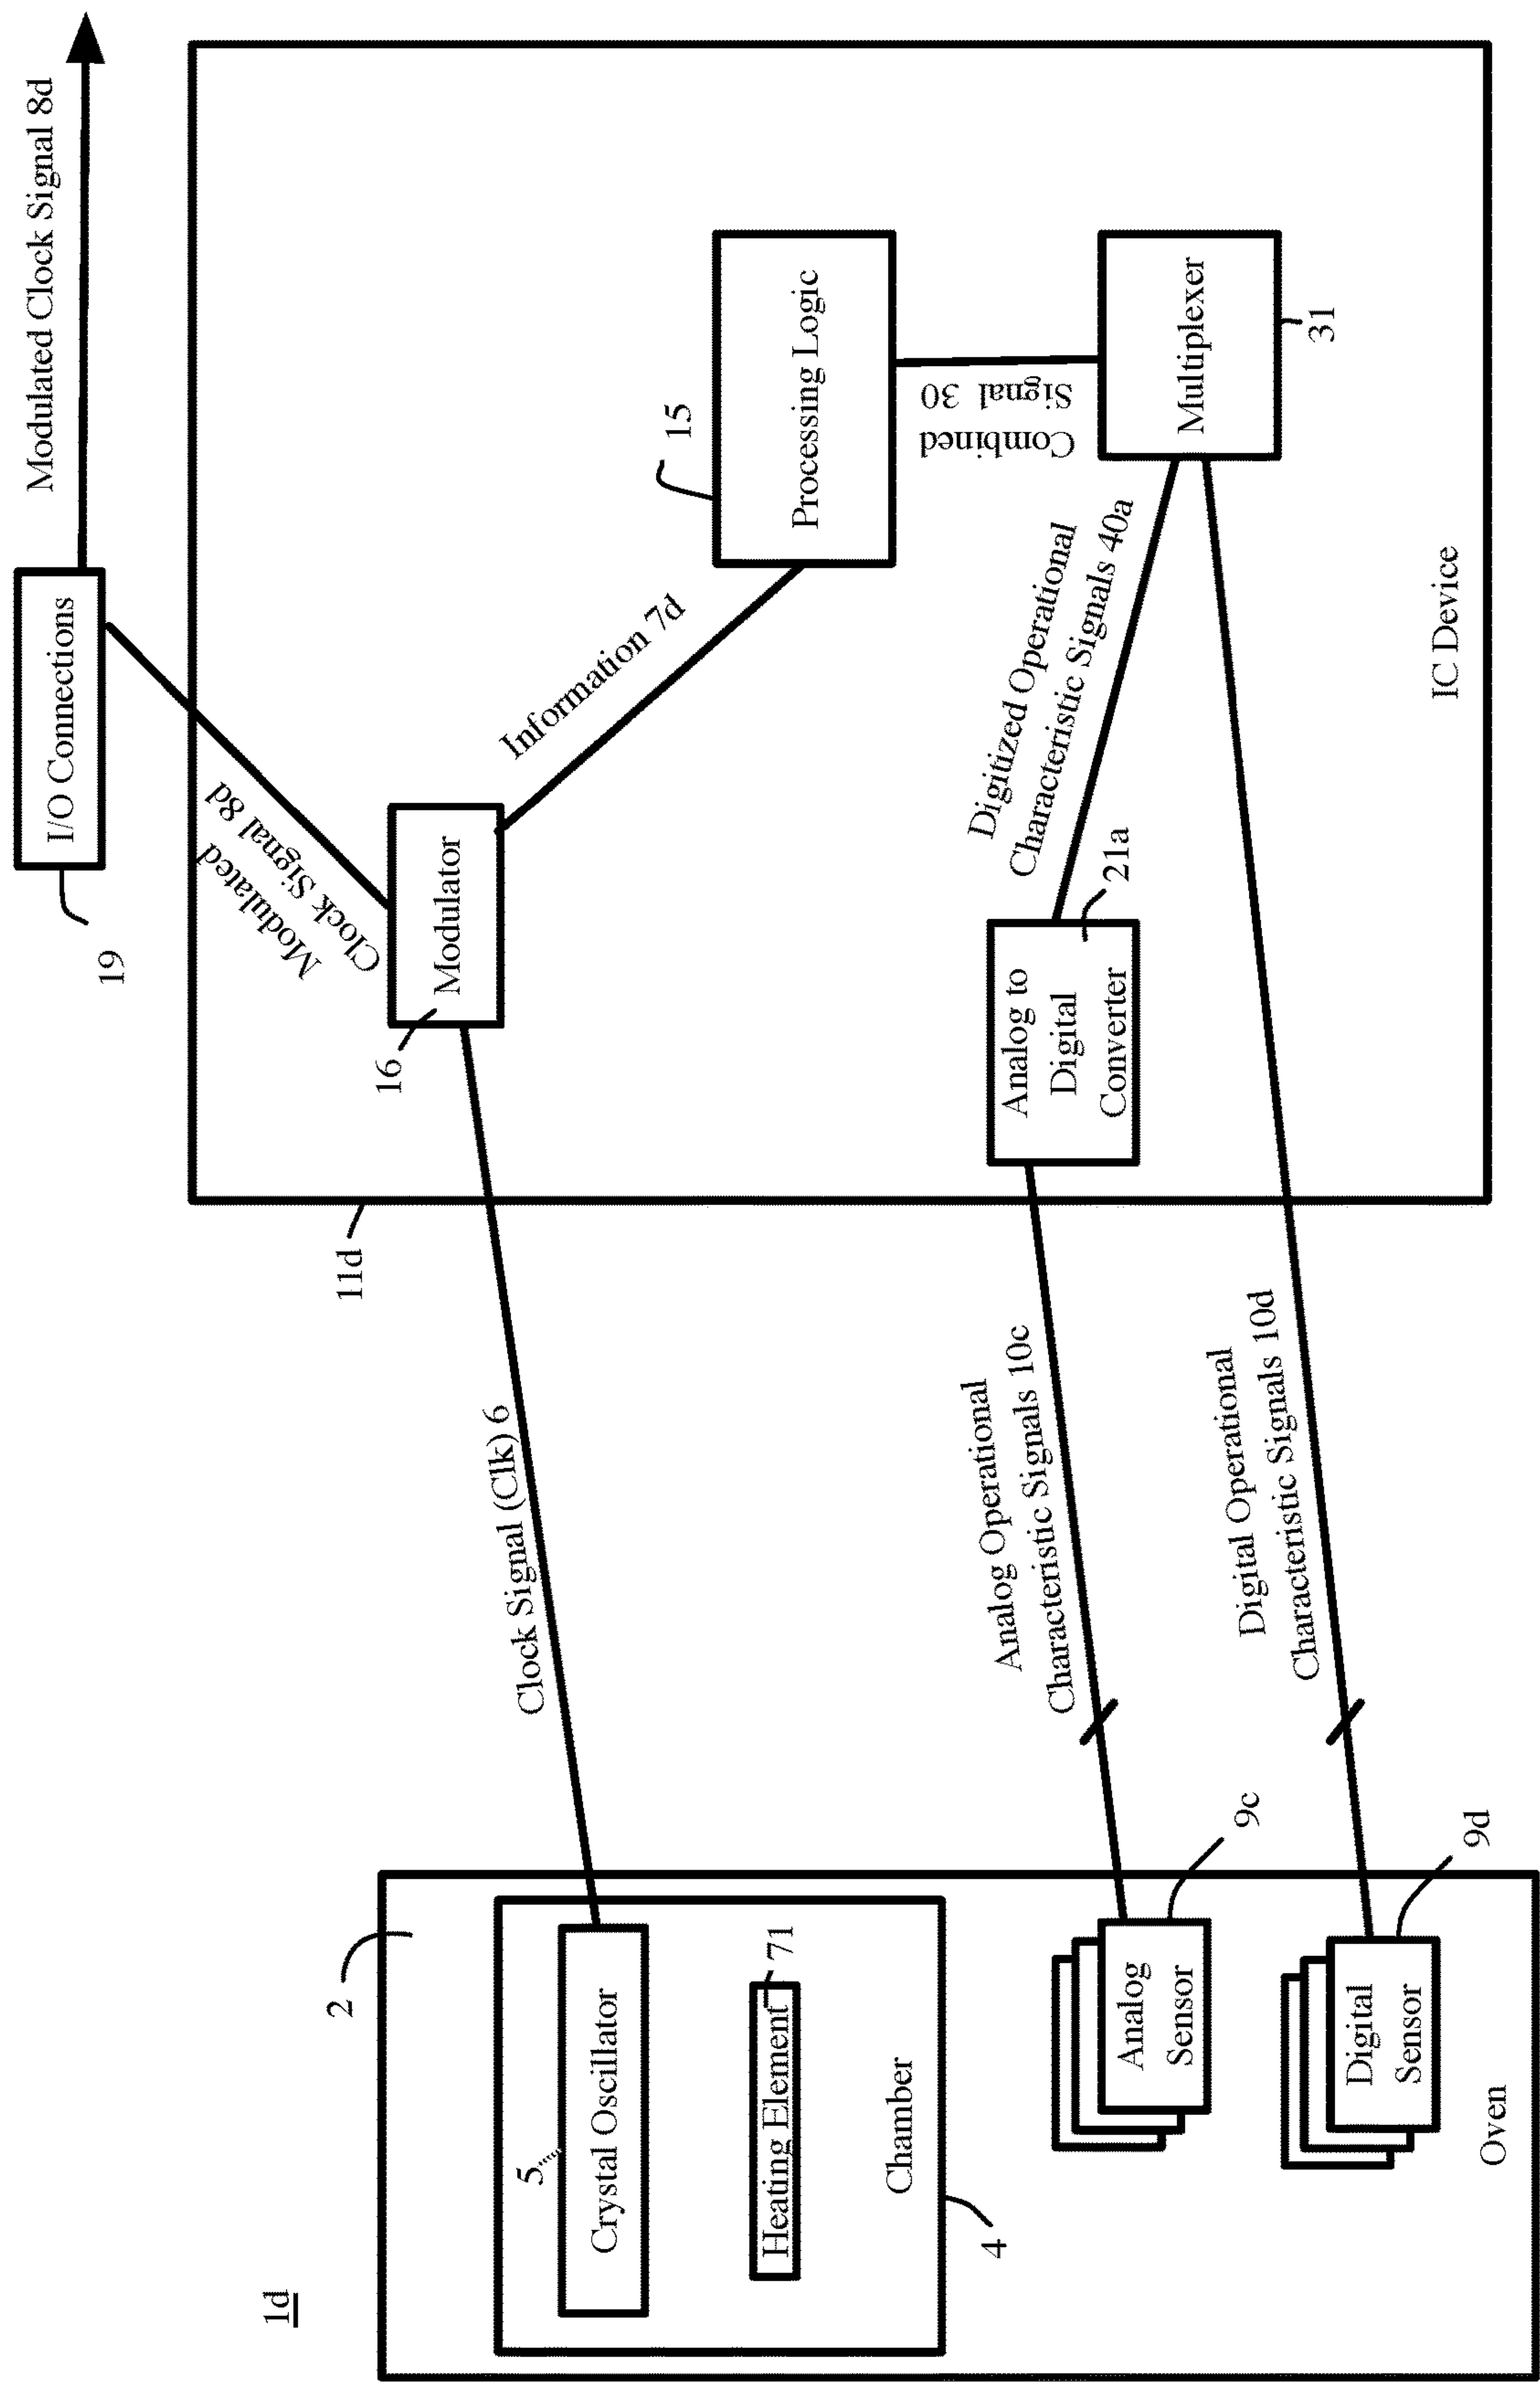 1d
2
5
Crystal Oscillator
Heating Element
71
Chamber
4
Analog
Sensor
9c
Digital
Sensor
9d
Oven
Clock Signal (Clk) 6
Analog Operational
Characteristic Signals 10c
Digital Operational
Characteristic Signals 10d
11d
16
Modulator
Modulated
Clock Signal 8d
19
I/O Connections
Modulated Clock Signal 8d
Information 7d
15
Processing Logic
Combined
Signal 30
Analog to
Digital
Converter
21a
Digitized Operational
Characteristic Signals 40a
Multiplexer
31
IC Device